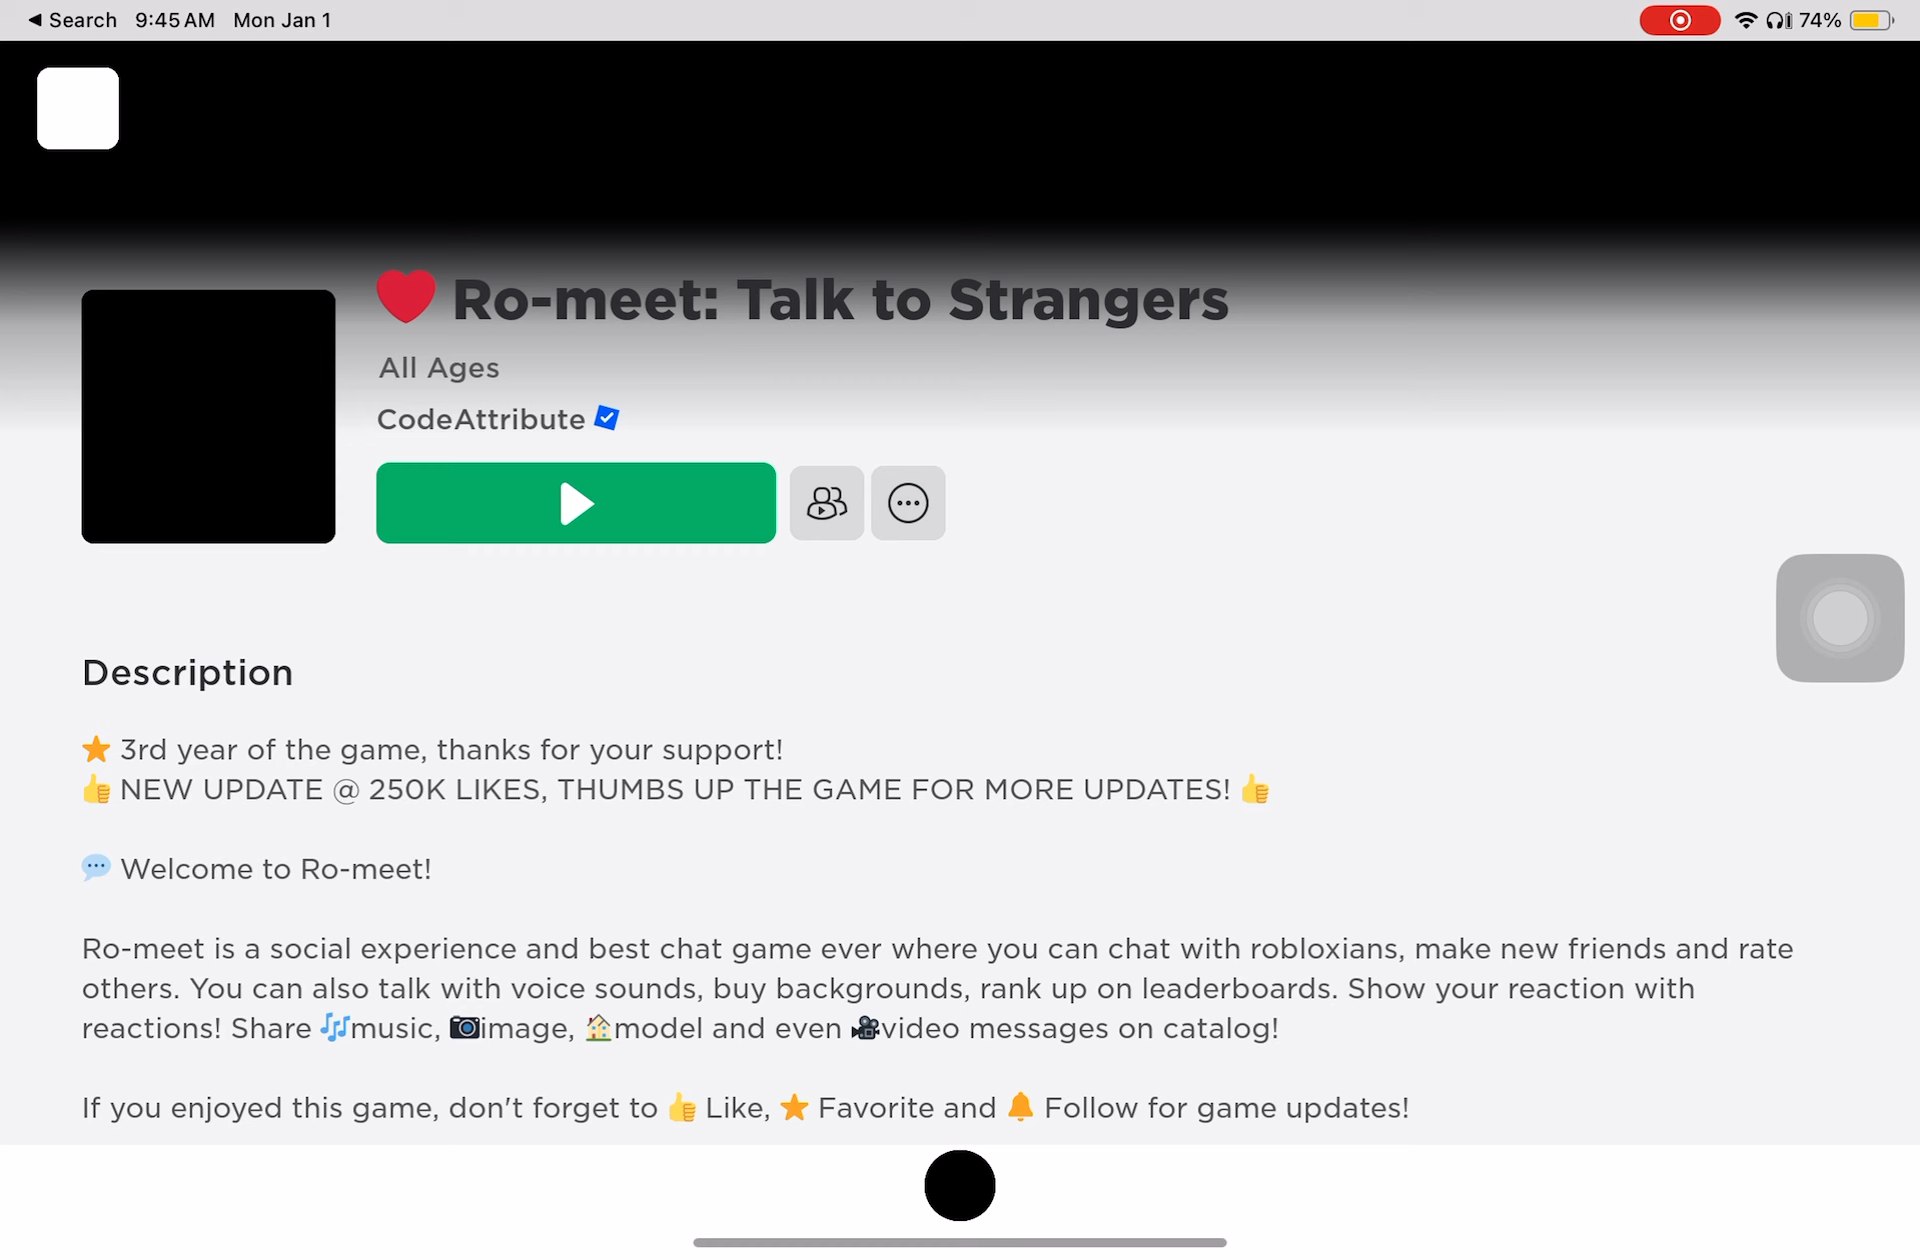 ◀ Search 9:45 AM Mon Jan 1 74%
❤️ Ro-meet: Talk to Strangers
All Ages
CodeAttribute
Description
⭐ 3rd year of the game, thanks for your support!
👍 NEW UPDATE @ 250K LIKES, THUMBS UP THE GAME FOR MORE UPDATES! 👍
💬 Welcome to Ro-meet!
Ro-meet is a social experience and best chat game ever where you can chat with robloxians, make new friends and rate
others. You can also talk with voice sounds, buy backgrounds, rank up on leaderboards. Show your reaction with
reactions! Share 🎶music, 📷image, 🏠model and even 🎥video messages on catalog!
If you enjoyed this game, don't forget to 👍 Like, ⭐ Favorite and 🔔 Follow for game updates!